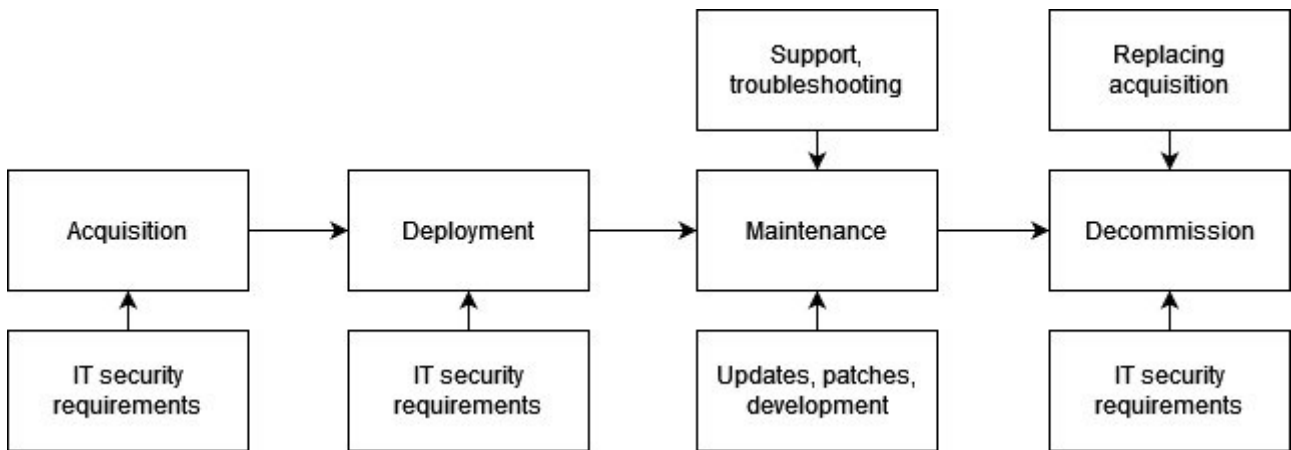 Support,
troubleshooting
Replacing
acquisition
Acquisition
Deployment
Maintenance
Decommission
IT security
requirements
IT security
requirements
Updates, patches,
development
IT security
requirements